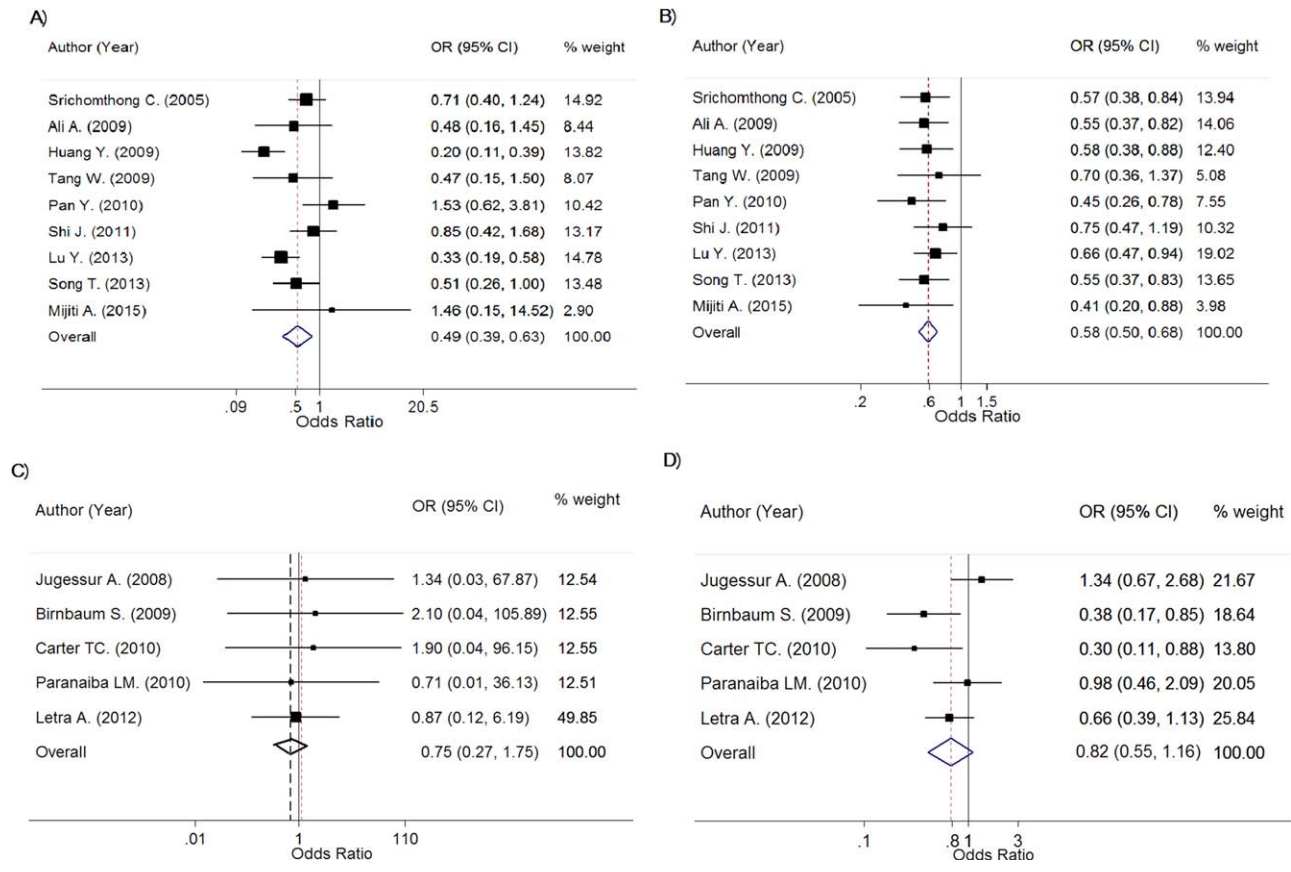 A)
Author (Year) OR (95% CI) % weight
Srichomthong C. (2005) 0.71 (0.40, 1.24) 14.92
Ali A. (2009) 0.48 (0.16, 1.45) 8.44
Huang Y. (2009) 0.20 (0.11, 0.39) 13.82
Tang W. (2009) 0.47 (0.15, 1.50) 8.07
Pan Y. (2010) 1.53 (0.62, 3.81) 10.42
Shi J. (2011) 0.85 (0.42, 1.68) 13.17
Lu Y. (2013) 0.33 (0.19, 0.58) 14.78
Song T. (2013) 0.51 (0.26, 1.00) 13.48
Mijiti A. (2015) 1.46 (0.15, 14.52) 2.90
Overall 0.49 (0.39, 0.63) 100.00
.09 .5 1 20.5
Odds Ratio
B)
Author (Year) OR (95% CI) % weight
Srichomthong C. (2005) 0.57 (0.38, 0.84) 13.94
Ali A. (2009) 0.55 (0.37, 0.82) 14.06
Huang Y. (2009) 0.58 (0.38, 0.88) 12.40
Tang W. (2009) 0.70 (0.36, 1.37) 5.08
Pan Y. (2010) 0.45 (0.26, 0.78) 7.55
Shi J. (2011) 0.75 (0.47, 1.19) 10.32
Lu Y. (2013) 0.66 (0.47, 0.94) 19.02
Song T. (2013) 0.55 (0.37, 0.83) 13.65
Mijiti A. (2015) 0.41 (0.20, 0.88) 3.98
Overall 0.58 (0.50, 0.68) 100.00
.2 .6 1 1.5
Odds Ratio
C)
Author (Year) OR (95% CI) % weight
Jugessur A. (2008) 1.34 (0.03, 67.87) 12.54
Birnbaum S. (2009) 2.10 (0.04, 105.89) 12.55
Carter TC. (2010) 1.90 (0.04, 96.15) 12.55
Paranaiba LM. (2010) 0.71 (0.01, 36.13) 12.51
Letra A. (2012) 0.87 (0.12, 6.19) 49.85
Overall 0.75 (0.27, 1.75) 100.00
.01 1 110
Odds Ratio
D)
Author (Year) OR (95% CI) % weight
Jugessur A. (2008) 1.34 (0.67, 2.68) 21.67
Birnbaum S. (2009) 0.38 (0.17, 0.85) 18.64
Carter TC. (2010) 0.30 (0.11, 0.88) 13.80
Paranaiba LM. (2010) 0.98 (0.46, 2.09) 20.05
Letra A. (2012) 0.66 (0.39, 1.13) 25.84
Overall 0.82 (0.55, 1.16) 100.00
.1 .8 1 3
Odds Ratio